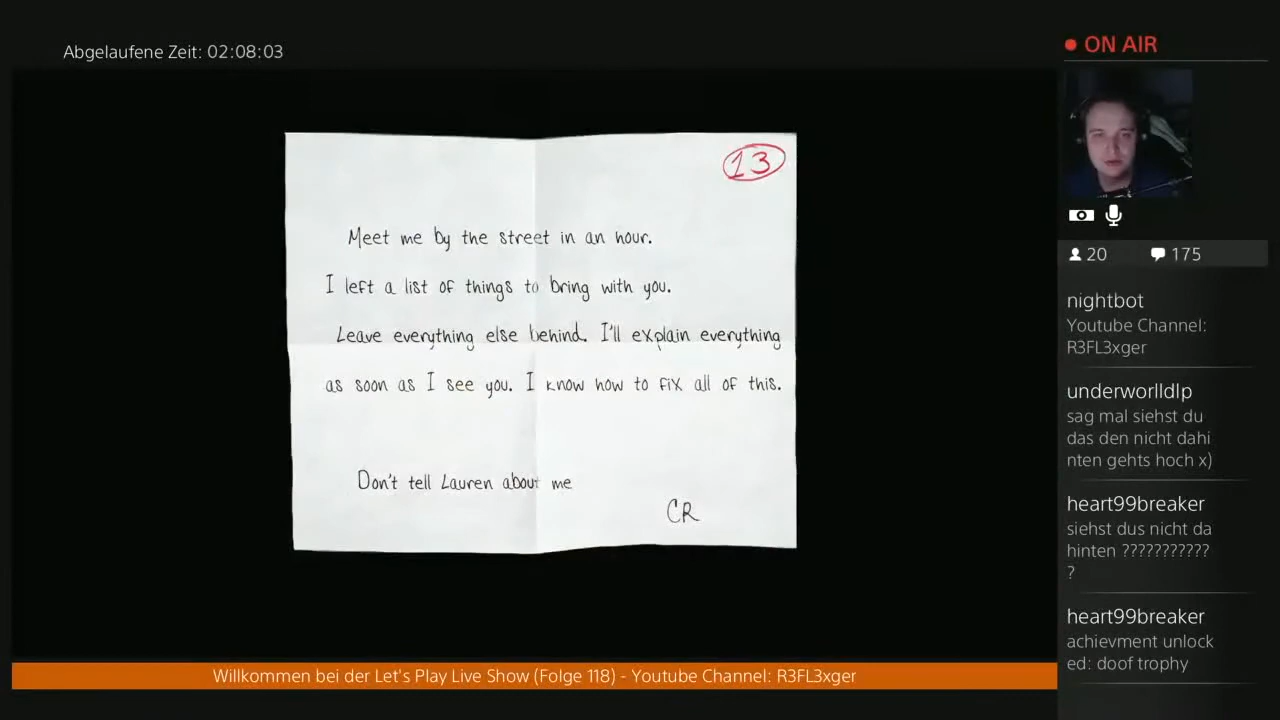 Abgelaufene Zeit: 02:08:03
ON AIR
13
Meet me by the street in an hour.
I left a list of things to bring with you.
Leave everything else behind. I'll explain everything
as soon as I see you. I know how to fix all of this.
Don't tell Lauren about me
CR
20
175
nightbot
Youtube Channel:
R3FL3xger
underworlldlp
sag mal siehst du
das den nicht dahi
nten gehts hoch x)
heart99breaker
siehst dus nicht da
hinten ???????????
?
heart99breaker
achievment unlock
ed: doof trophy
Willkommen bei der Let's Play Live Show (Folge 118) - Youtube Channel: R3FL3xger